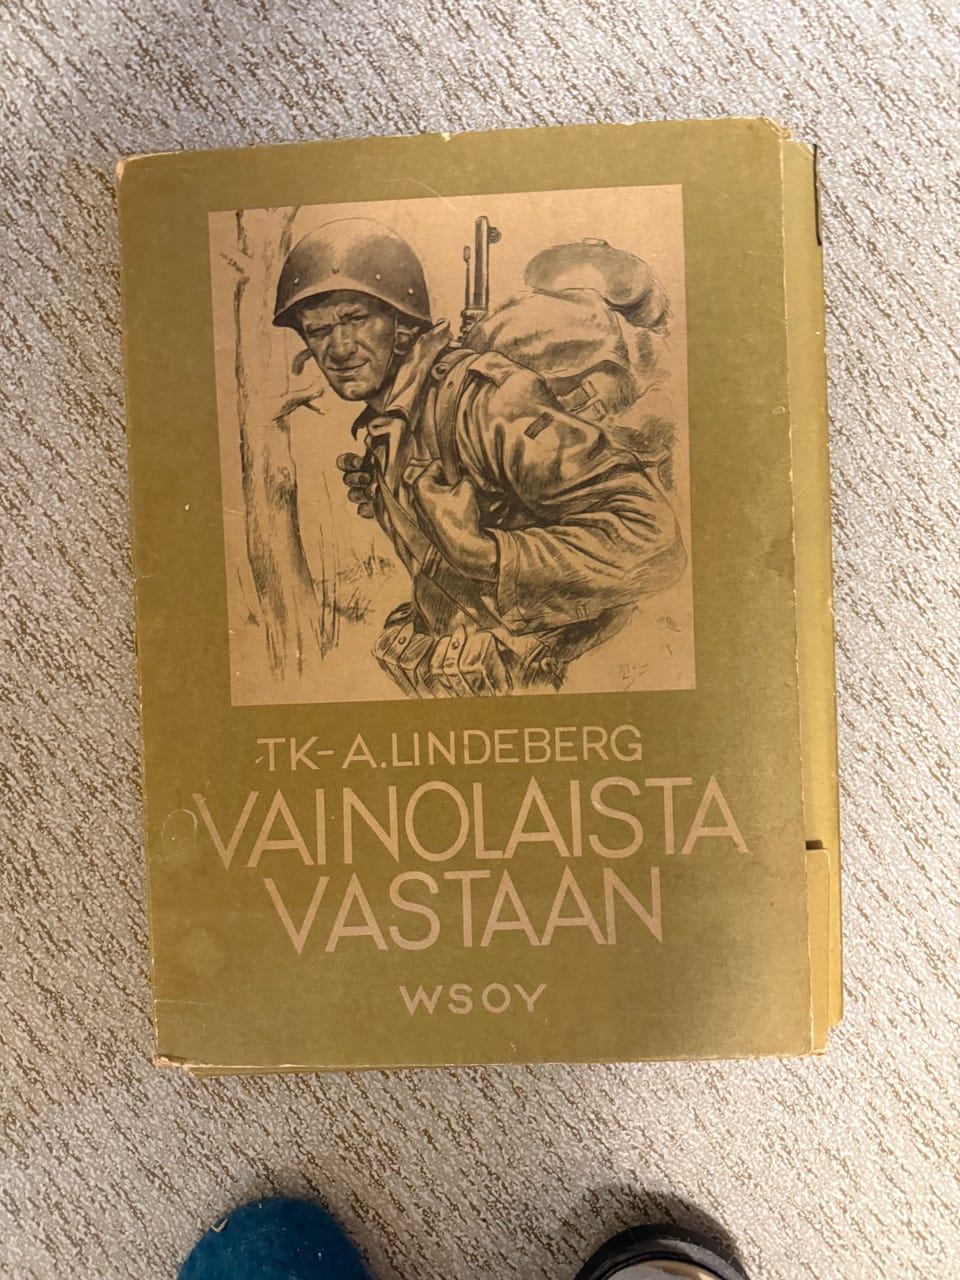 TK-A.LINDEBERG
VAINOLAISTA
VASTAAN
WSOY